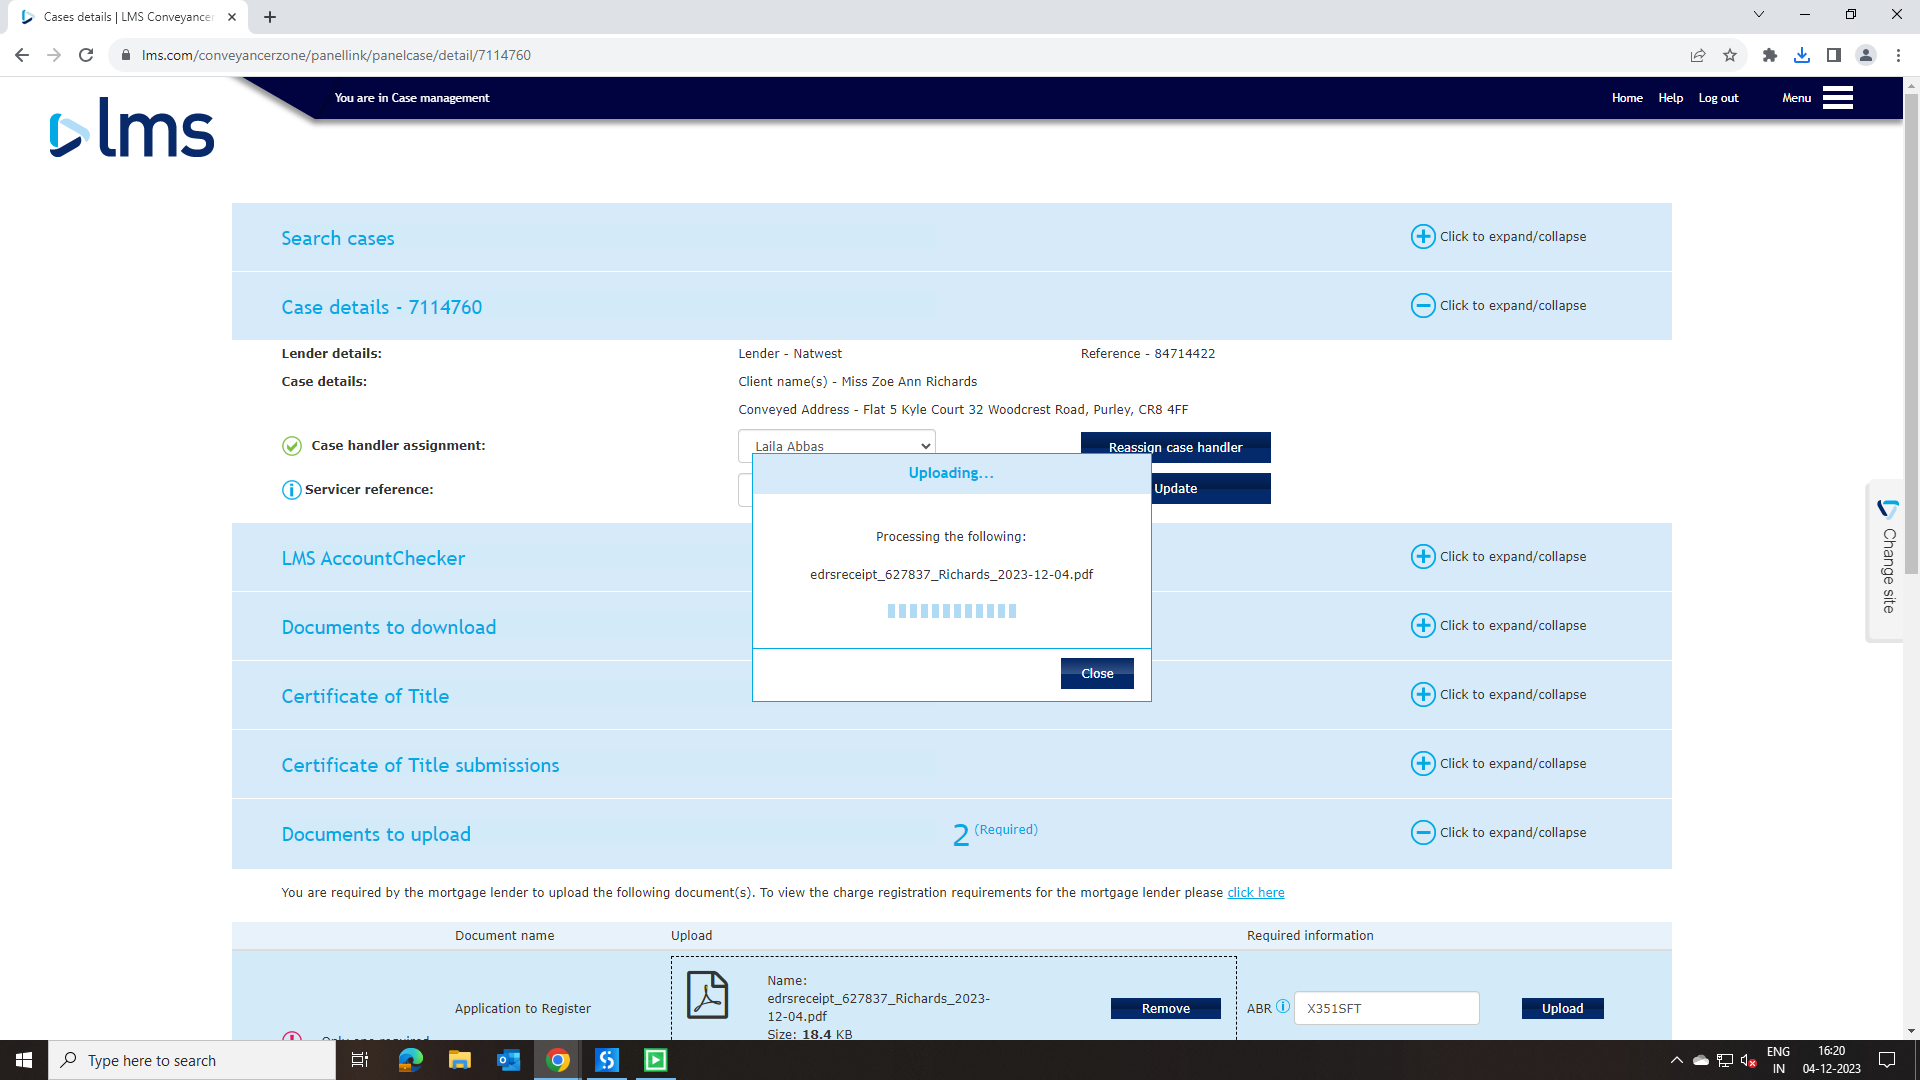 Cases details | LMS Conveyancer
lms.com/conveyancerzone/panellink/panelcase/detail/7114760
You are in Case management
Home Help Log out Menu
lms
Search cases Click to expand/collapse
Case details - 7114760 Click to expand/collapse
Lender details: Lender - Natwest Reference - 84714422
Case details: Client name(s) - Miss Zoe Ann Richards
Conveyed Address - Flat 5 Kyle Court 32 Woodcrest Road, Purley, CR8 4FF
Case handler assignment: Laila Abbas Reassign case handler
Servicer reference: Update
Uploading...
Processing the following:
edrsreceipt_627837_Richards_2023-12-04.pdf
Close
LMS AccountChecker Click to expand/collapse
Documents to download Click to expand/collapse
Certificate of Title Click to expand/collapse
Certificate of Title submissions Click to expand/collapse
Documents to upload 2 (Required) Click to expand/collapse
Change site
You are required by the mortgage lender to upload the following document(s). To view the charge registration requirements for the mortgage lender please click here
Document name Upload Required information
Application to Register
Name:
edrsreceipt_627837_Richards_2023-
12-04.pdf
Size: 18.4 KB
Remove
ABR X351SFT Upload
Only one required
Type here to search
ENG
IN
16:20
04-12-2023